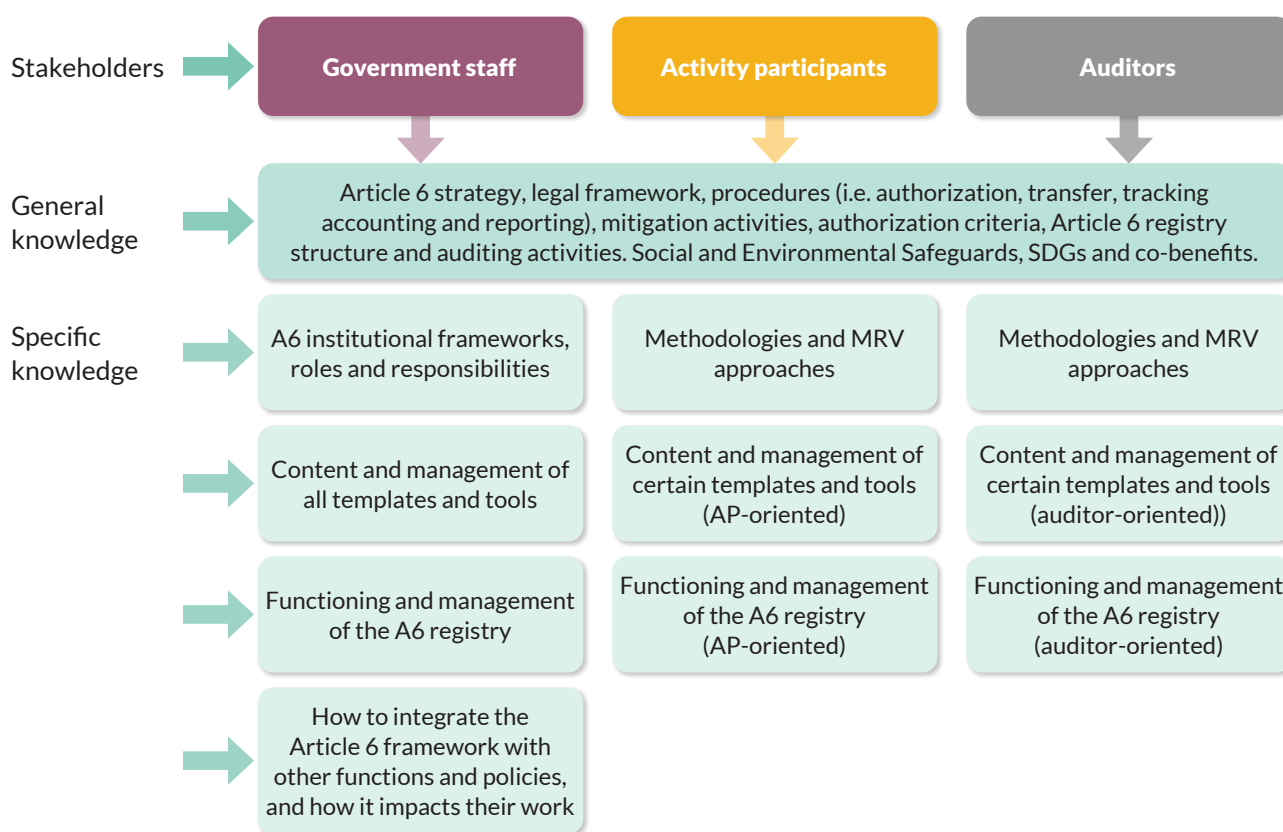 Stakeholders
Government staff
Activity participants
Auditors
General
knowledge
Article 6 strategy, legal framework, procedures (i.e. authorization, transfer, tracking
accounting and reporting), mitigation activities, authorization criteria, Article 6 registry
structure and auditing activities. Social and Environmental Safeguards, SDGs and co-benefits.
Specific
knowledge
A6 institutional frameworks,
roles and responsibilities
Methodologies and MRV
approaches
Methodologies and MRV
approaches
Content and management of
all templates and tools
Content and management of
certain templates and tools
(AP-oriented)
Content and management of
certain templates and tools
(auditor-oriented))
Functioning and management
of the A6 registry
Functioning and management
of the A6 registry
(AP-oriented)
Functioning and management
of the A6 registry
(auditor-oriented)
How to integrate the
Article 6 framework with
other functions and policies,
and how it impacts their work